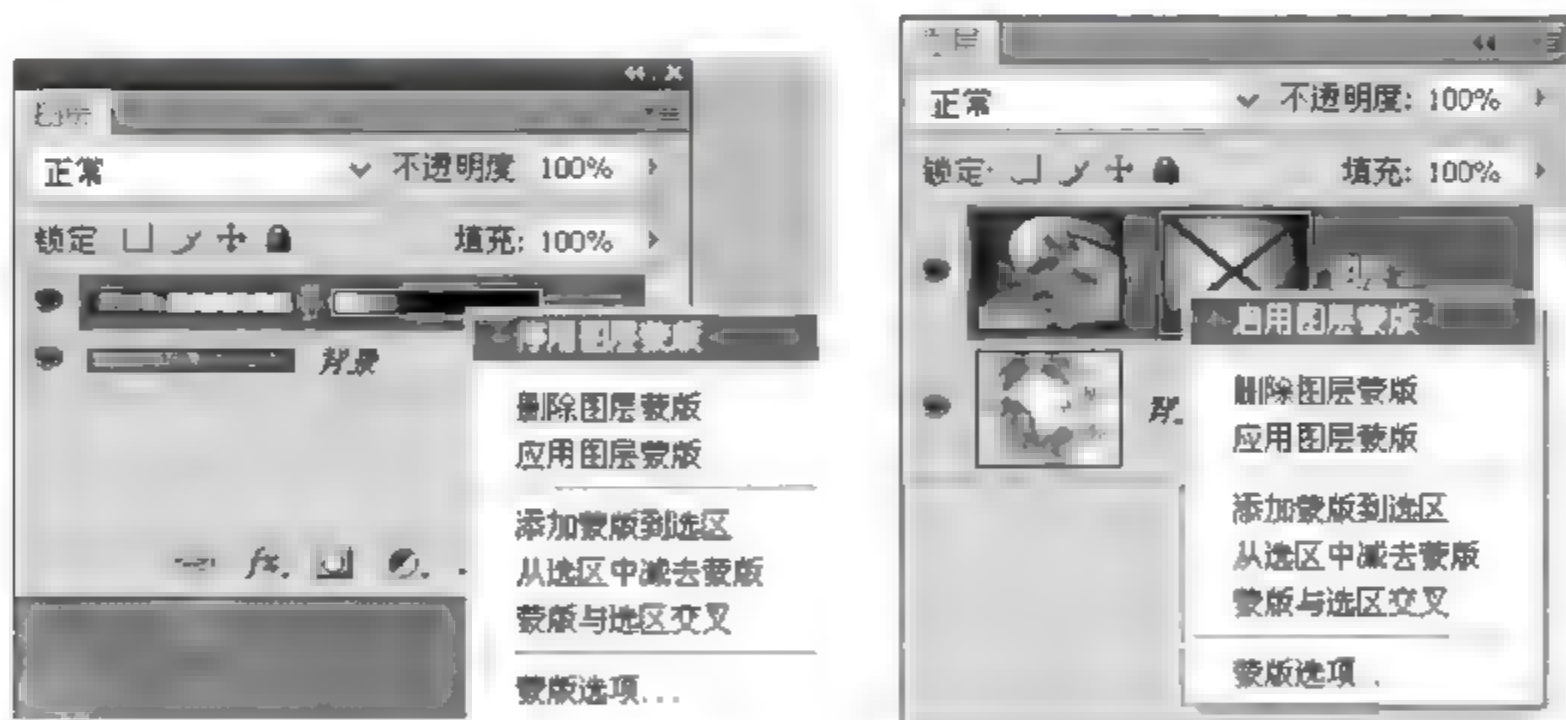 正常 不透明度 100%
锁定 填充: 100%
背景
停用图层蒙版
删除图层蒙版
应用图层蒙版
添加蒙版到选区
从选区中减去蒙版
蒙版与选区交叉
蒙版选项...
fx.
正常 不透明度: 100%
锁定: 填充: 100%
背.
启用图层蒙版
删除图层蒙版
应用图层蒙版
添加蒙版到选区
从选区中减去蒙版
蒙版与选区交叉
蒙版选项 .